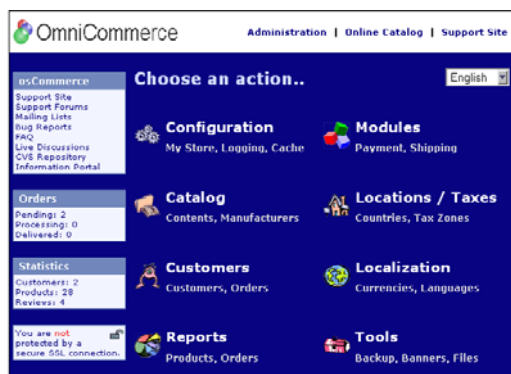 OmniCommerce
Administration | Online Catalog | Support Site
osCommerce
Support Site
Support Forums
Mailing Lists
Bug Reports
FAQ
Live Discussions
CVS Repository
Information Portal
Orders
Pending: 2
Processing: 0
Delivered: 0
Statistics
Customers: 2
Products: 28
Reviews: 4
You are not
protected by a
secure SSL connection.
Choose an action..
English
Configuration
My Store, Logging, Cache
Modules
Payment, Shipping
Catalog
Contents, Manufacturers
Locations / Taxes
Countries, Tax Zones
Customers
Customers, Orders
Localization
Currencies, Languages
Reports
Products, Orders
Tools
Backup, Banners, Files